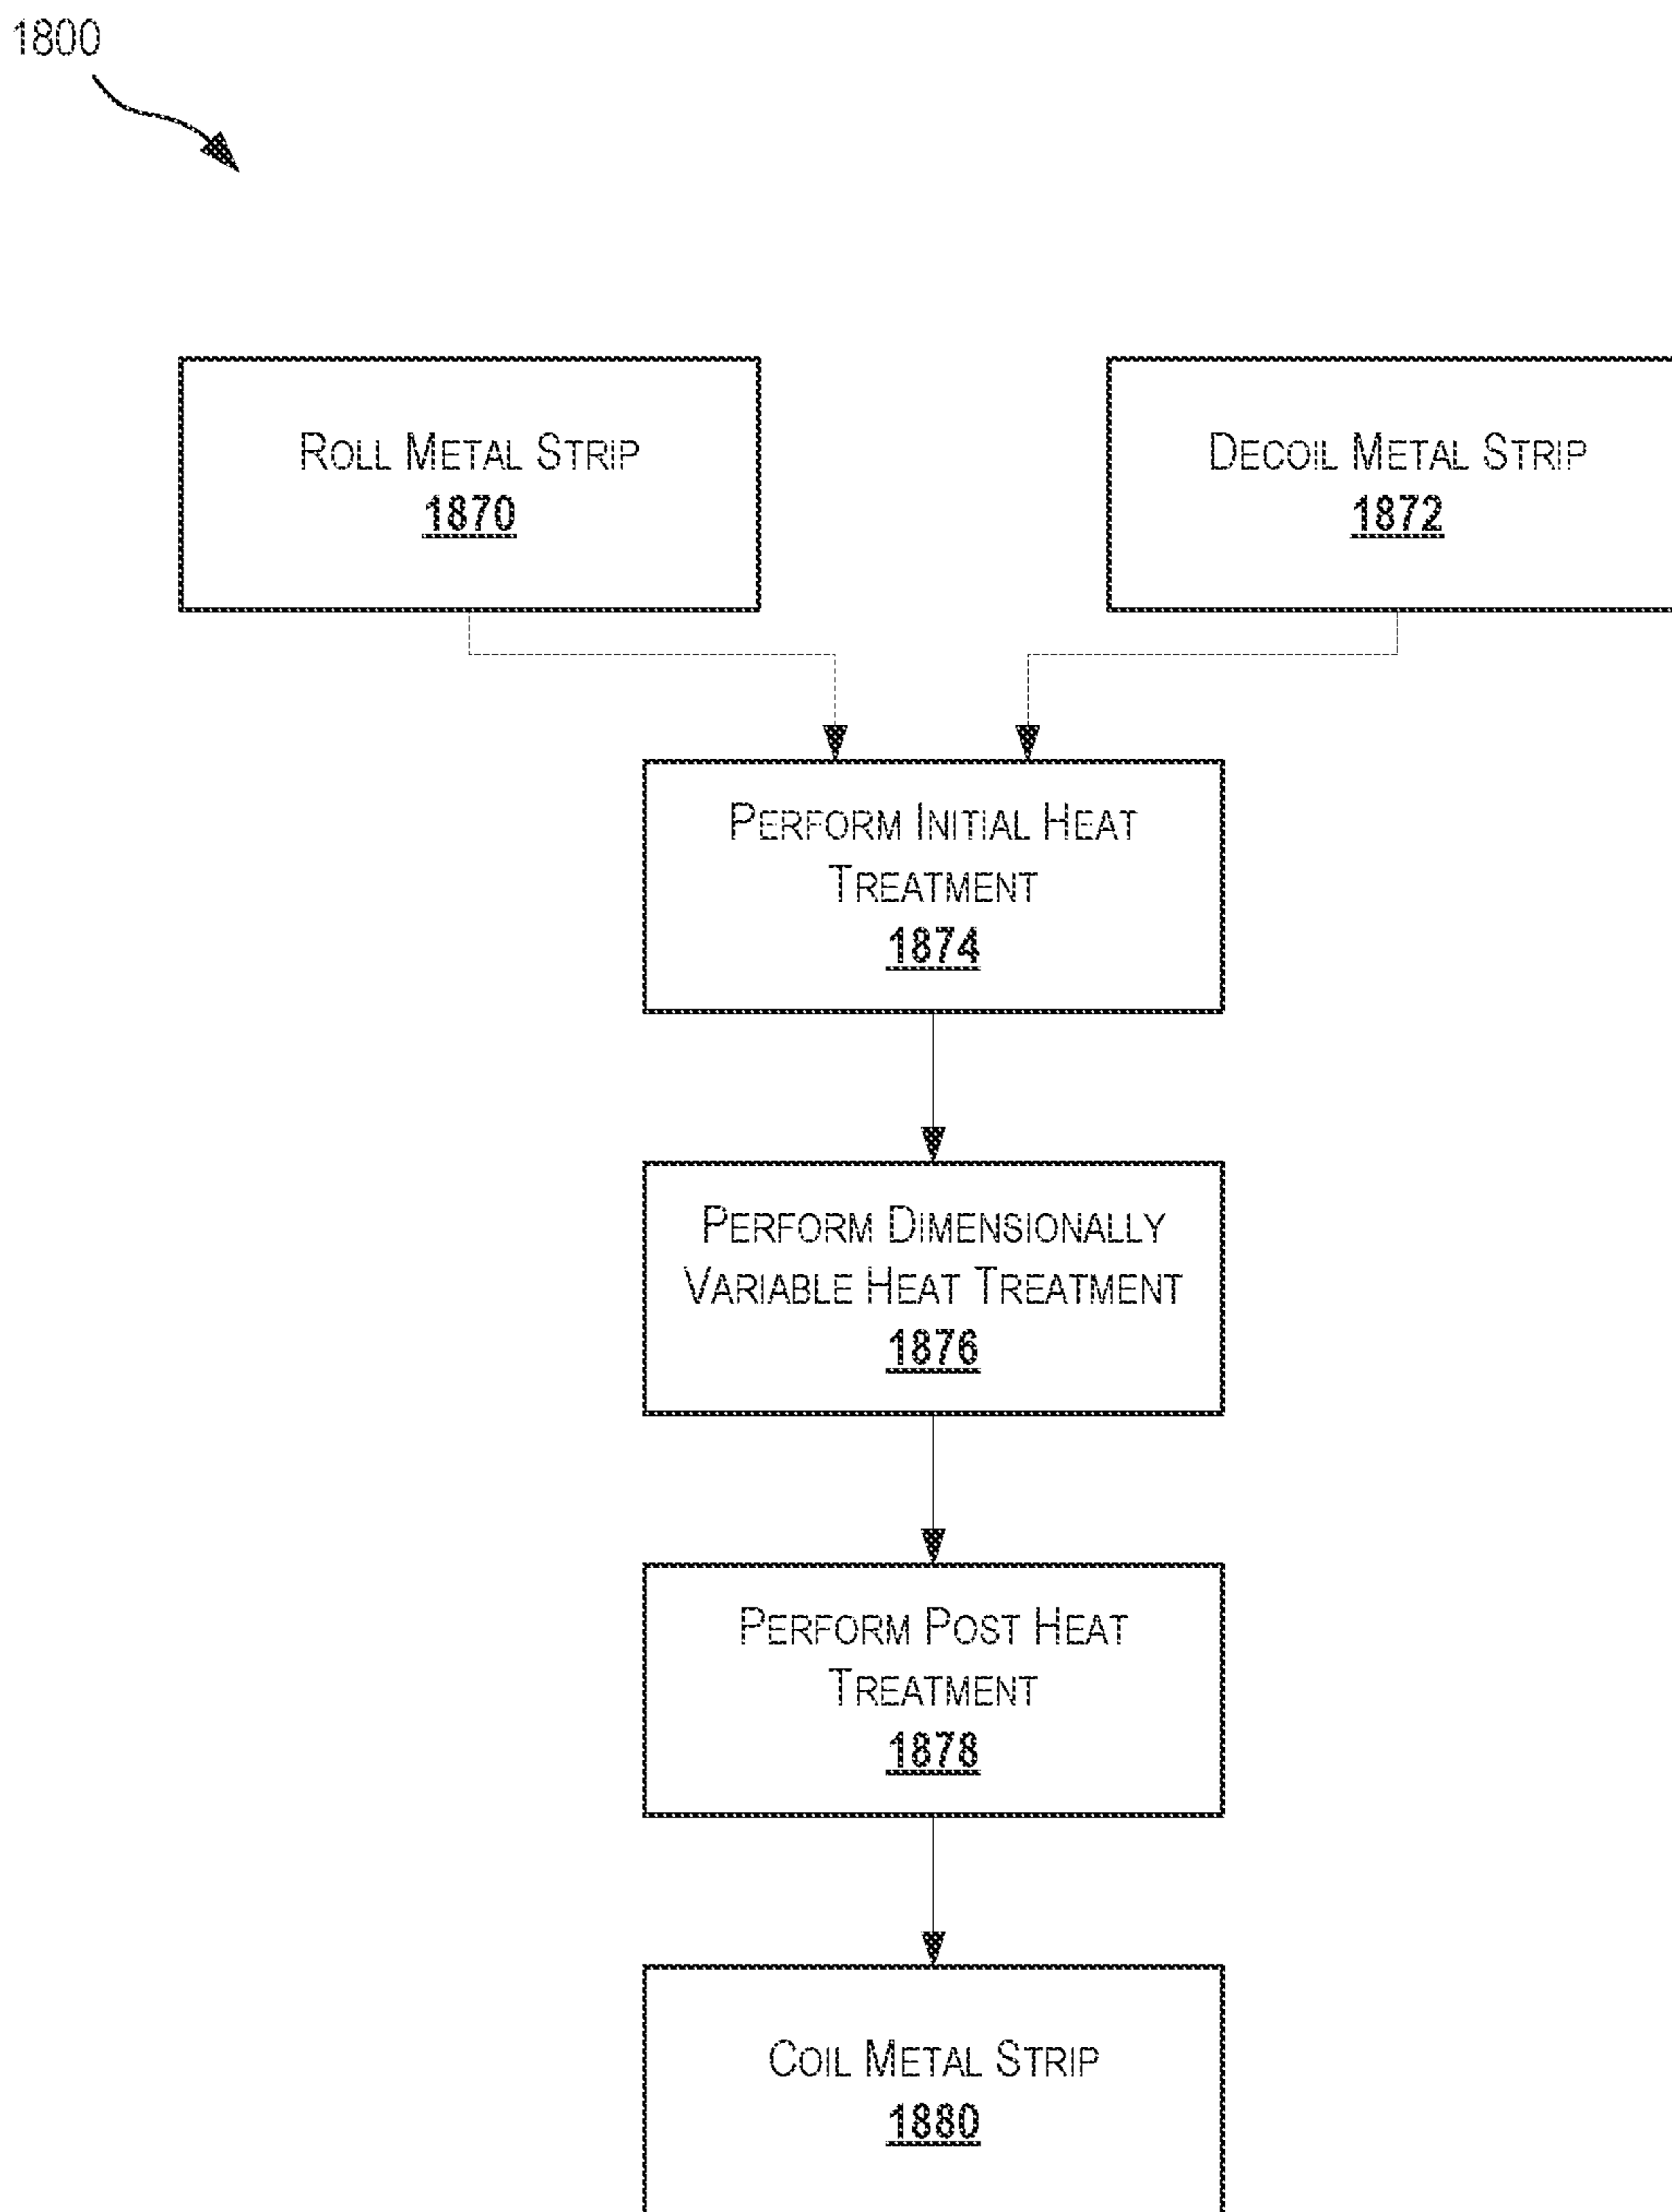 1800
ROLL METAL STRIP
1870
DECOIL METAL STRIP
1872
PERFORM INITIAL HEAT
TREATMENT
1874
PERFORM DIMENSIONALLY
VARIABLE HEAT TREATMENT
1876
PERFORM POST HEAT
TREATMENT
1878
COIL METAL STRIP
1880